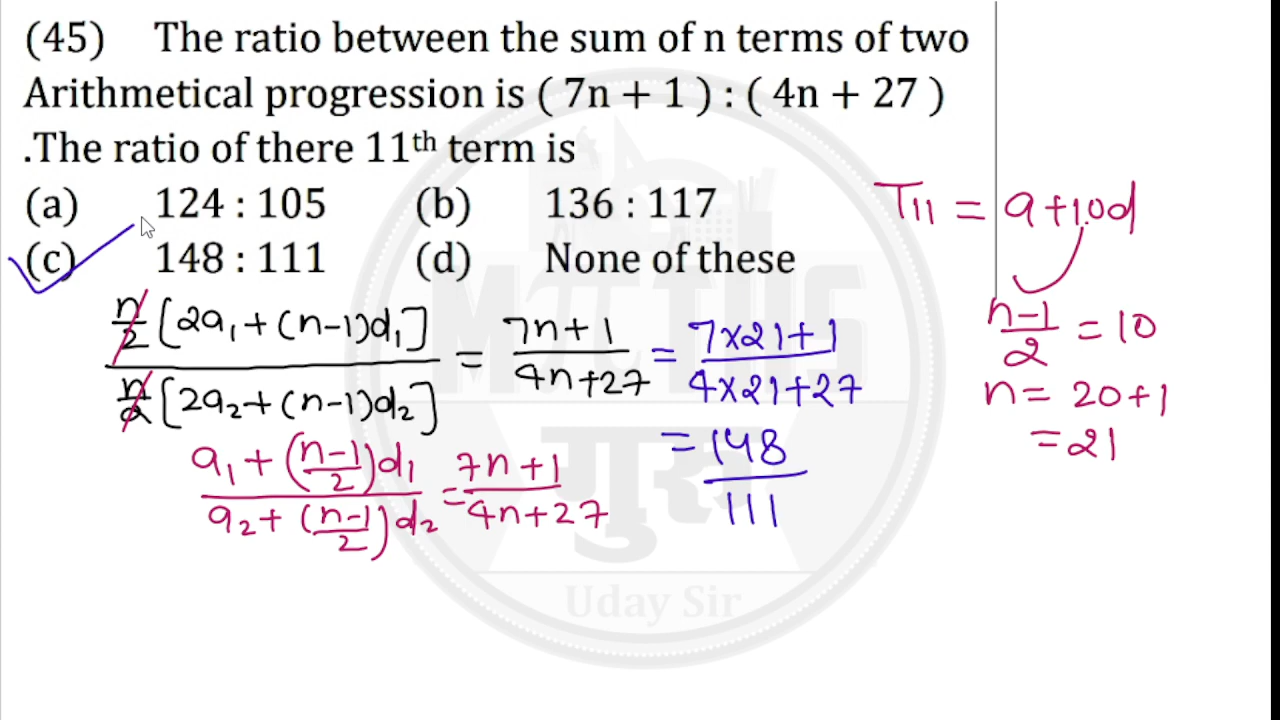 (45) The ratio between the sum of n terms of two
Arithmetical progression is ( 7n + 1 ) : ( 4n + 27 )
.The ratio of there 11th term is
(a) 124 : 105 (b) 136 : 117
(c) 148 : 111 (d) None of these
T11 = a+10d
n/2 [2a1+(n-1)d1] / n/2 [2a2+(n-1)d2] = 7n+1 / 4n+27 = 7×21+1 / 4×21+27
= 148 / 111
n-1 / 2 = 10
n = 20+1
= 21
a1 + (n-1 / 2)d1 / a2 + (n-1 / 2)d2 = 7n+1 / 4n+27
MπTHS
गुरु
Uday Sir